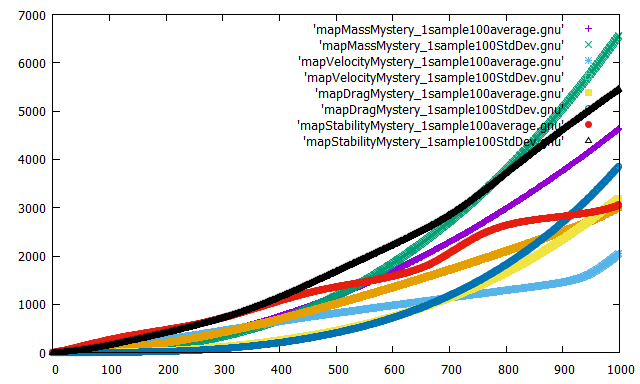 7000
6000
5000
4000
3000
2000
1000
0
'mapMassMystery_1sample100average.gnu'
'mapMassMystery_1sample100StdDev.gnu'
'mapVelocityMystery_1sample100average.gnu'
'mapVelocityMystery_1sample100StdDev.gnu'
'mapDragMystery_1sample100average.gnu'
'mapDragMystery_1sample100StdDev.gnu'
'mapStabilityMystery_1sample100average.gnu'
'mapStabilityMystery_1sample100StdDev.gnu'
0 100 200 300 400 500 600 700 800 900 1000